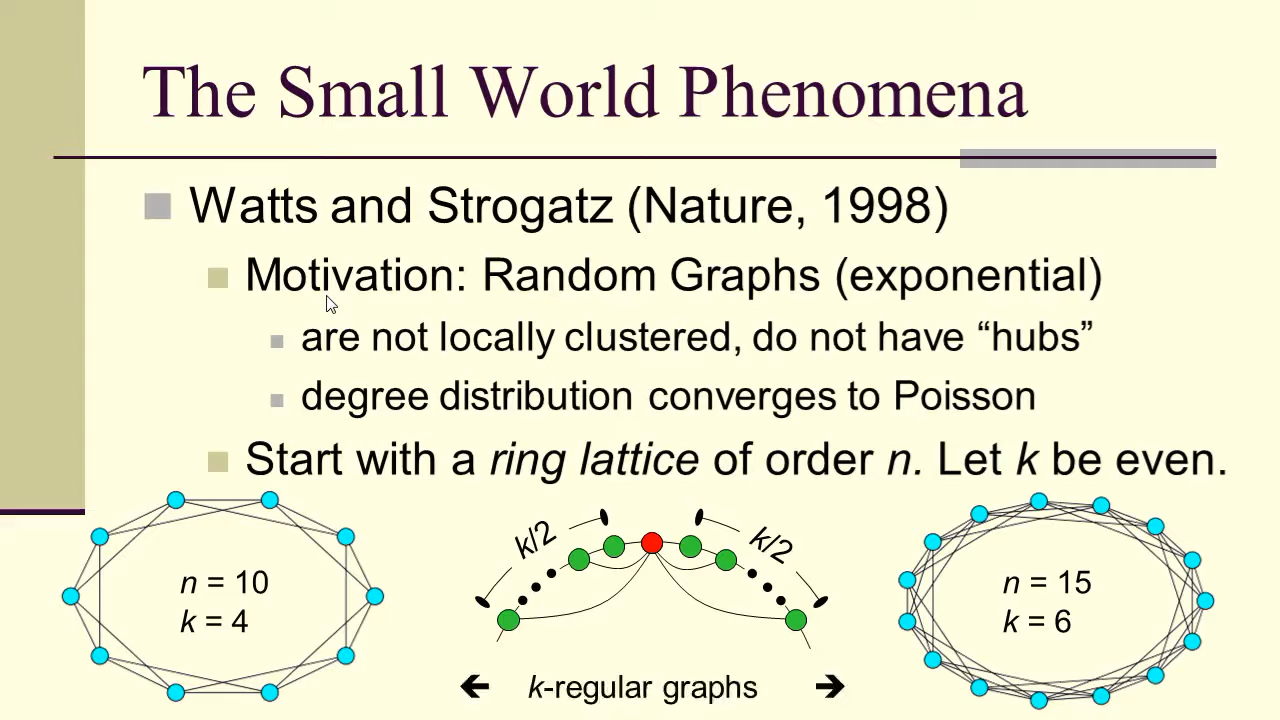 The Small World Phenomena
Watts and Strogatz (Nature, 1998)
Motivation: Random Graphs (exponential)
are not locally clustered, do not have “hubs”
degree distribution converges to Poisson
Start with a ring lattice of order n. Let k be even.
n = 10
k = 4
k/2
k/2
n = 15
k = 6
k-regular graphs